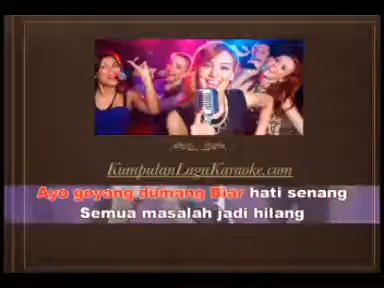 KumpulanLaguKaraoke.com
Ayo goyang dumang Biar hati senang
Semua masalah jadi hilang